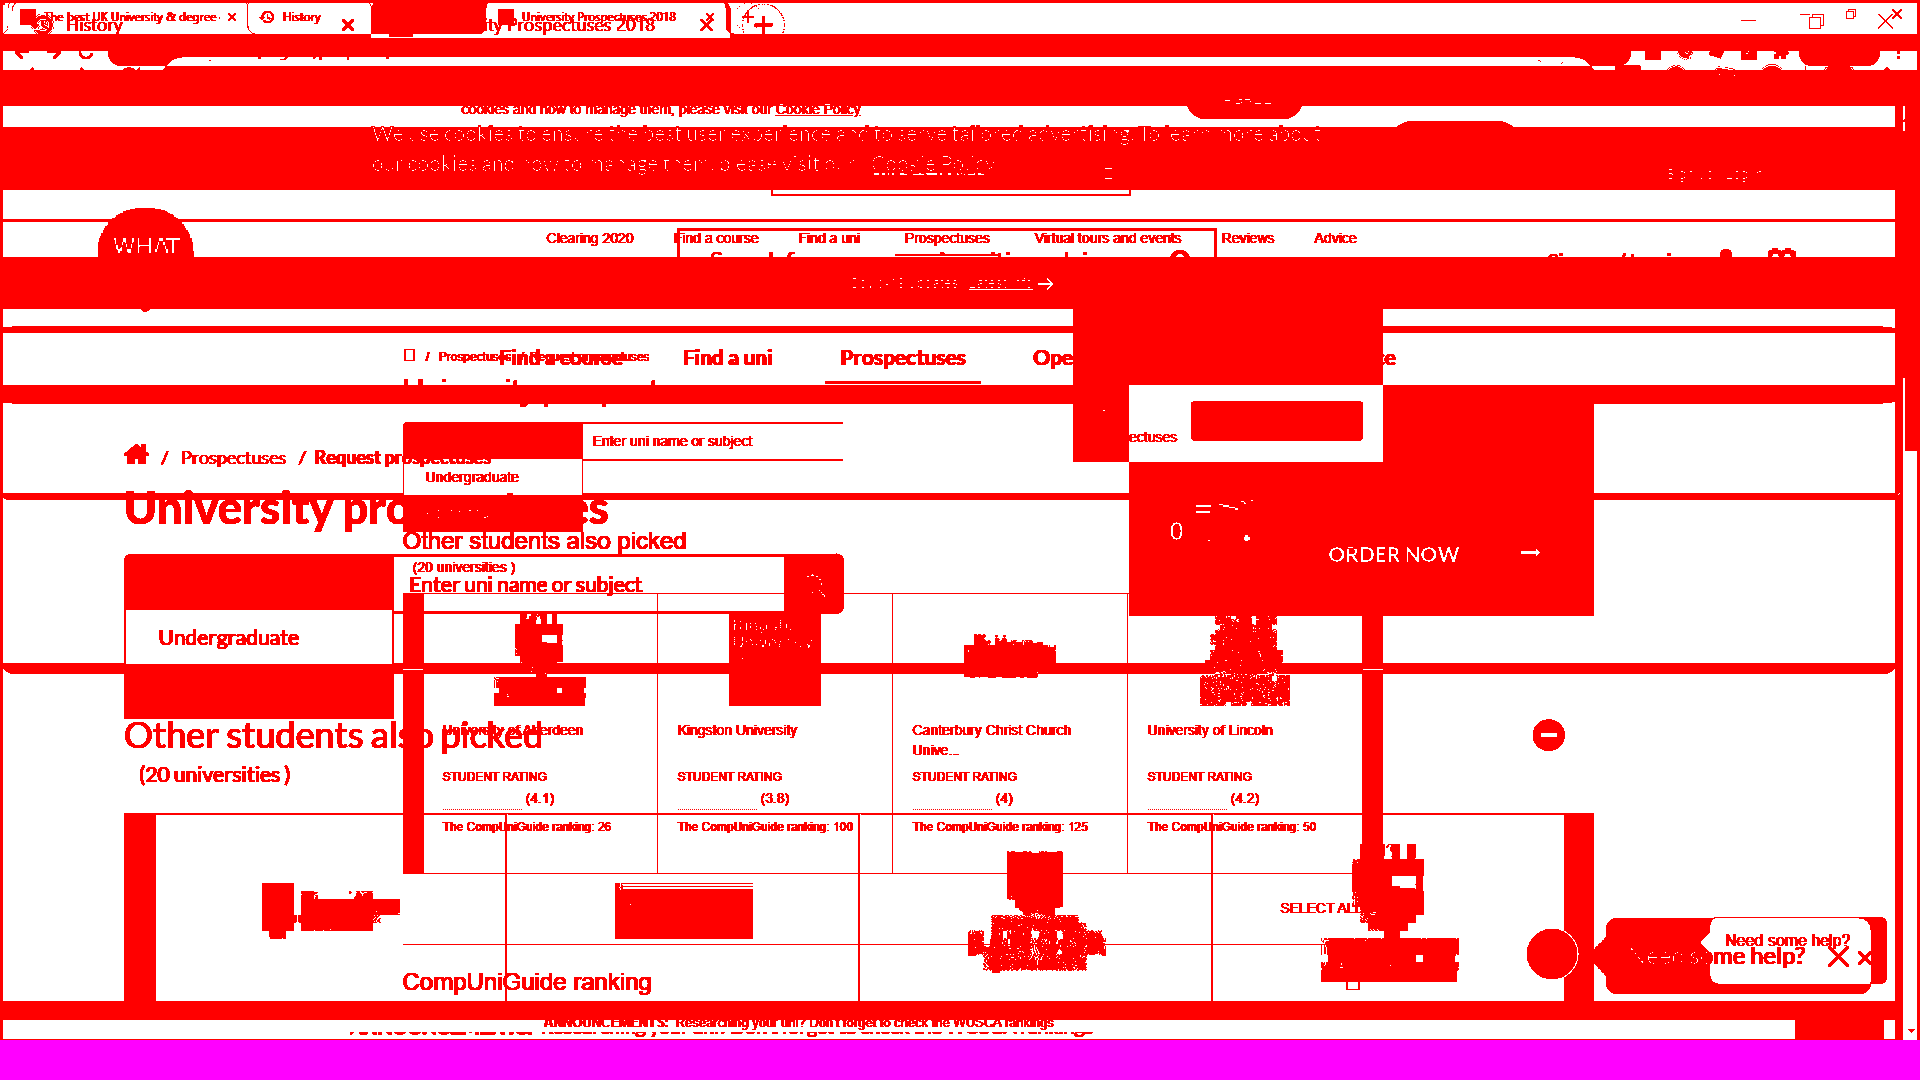 The best UK University & degree
History
University Prospectuses 2018
History
ty Prospectuses 2018
cookies and how to manage them, please visit our Cookie Policy
We use cookies to ensure the best user experience and to serve tailored advertising. To learn more about
our cookies and how to manage them please visit our Cookie Policy
WHAT
Clearing 2020
Find a course
Find a uni
Prospectuses
Virtual tours and events
Reviews
Advice
Latest info
/ Prospectuses / Request prospectuses
Find a course
Find a uni
Prospectuses
Enter uni name or subject
ectuses
/ Prospectuses / Request prospectuses
Undergraduate
University prospectuses
Other students also picked
(20 universities )
Enter uni name or subject
0
ORDER NOW
Undergraduate
University of Aberdeen
Kingston University
Canterbury Christ Church
Unive...
University of Lincoln
Other students also picked
(20 universities )
STUDENT RATING
STUDENT RATING
STUDENT RATING
STUDENT RATING
(4.1)
(3.8)
(4)
(4.2)
The CompUniGuide ranking: 26
The CompUniGuide ranking: 100
The CompUniGuide ranking: 125
The CompUniGuide ranking: 50
SELECT ALL
Need some help?
Need some help?
CompUniGuide ranking
ANNOUNCEMENTS: Researching your uni? Don't forget to check the WUSCA rankings